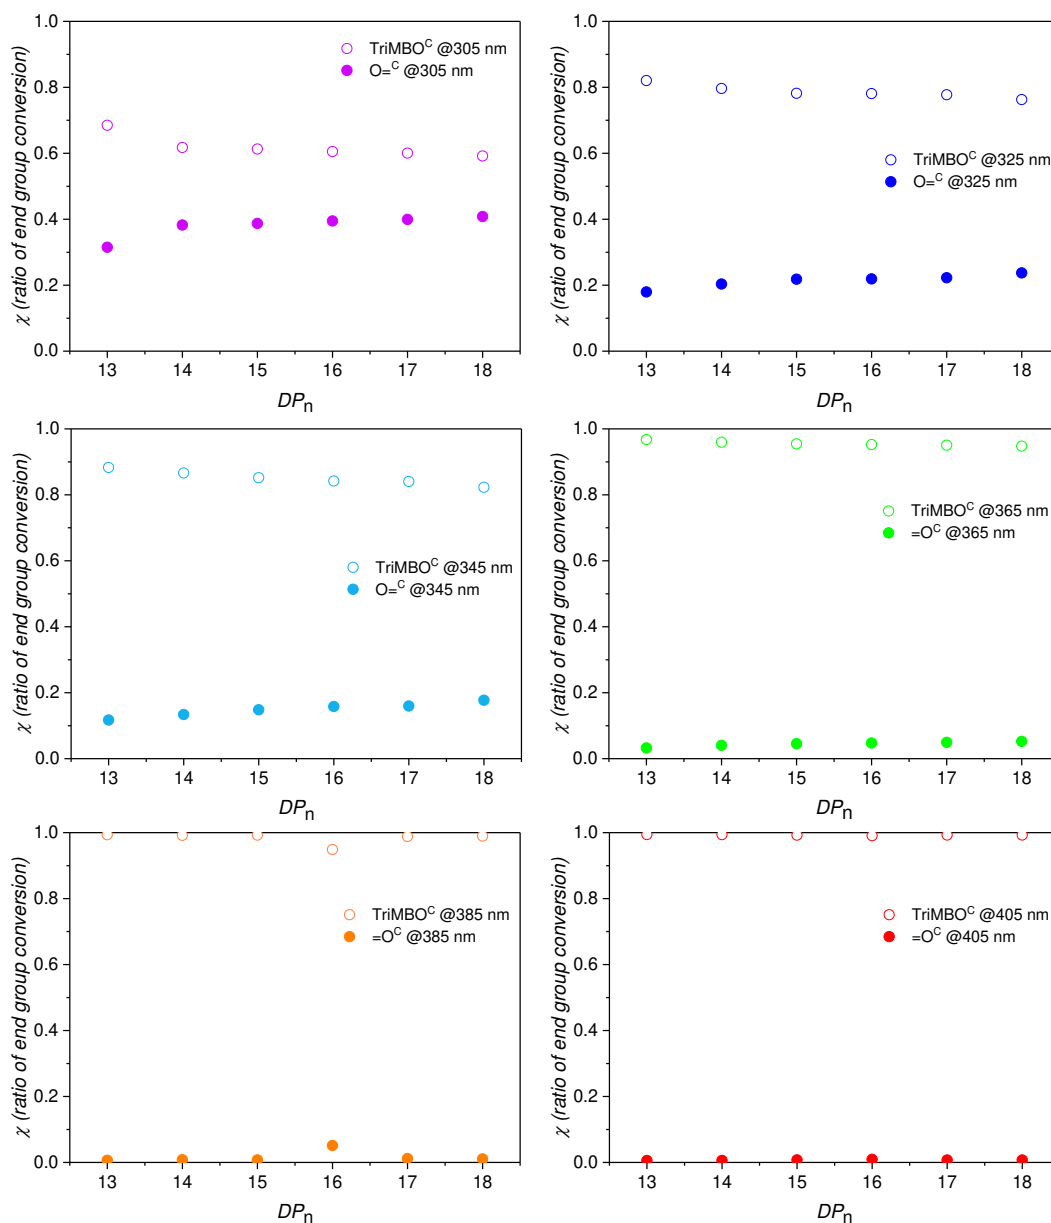 χ (ratio of end group conversion)
1.0
0.8
0.6
0.4
0.2
0.0
TriMBOᶜ @305 nm
O=ᶜ @305 nm
13 14 15 16 17 18
DPₙ
χ (ratio of end group conversion)
1.0
0.8
0.6
0.4
0.2
0.0
TriMBOᶜ @325 nm
O=ᶜ @325 nm
13 14 15 16 17 18
DPₙ
χ (ratio of end group conversion)
1.0
0.8
0.6
0.4
0.2
0.0
TriMBOᶜ @345 nm
O=ᶜ @345 nm
13 14 15 16 17 18
DPₙ
χ (ratio of end group conversion)
1.0
0.8
0.6
0.4
0.2
0.0
TriMBOᶜ @365 nm
=Oᶜ @365 nm
13 14 15 16 17 18
DPₙ
χ (ratio of end group conversion)
1.0
0.8
0.6
0.4
0.2
0.0
TriMBOᶜ @385 nm
=Oᶜ @385 nm
13 14 15 16 17 18
DPₙ
χ (ratio of end group conversion)
1.0
0.8
0.6
0.4
0.2
0.0
TriMBOᶜ @405 nm
=Oᶜ @405 nm
13 14 15 16 17 18
DPₙ